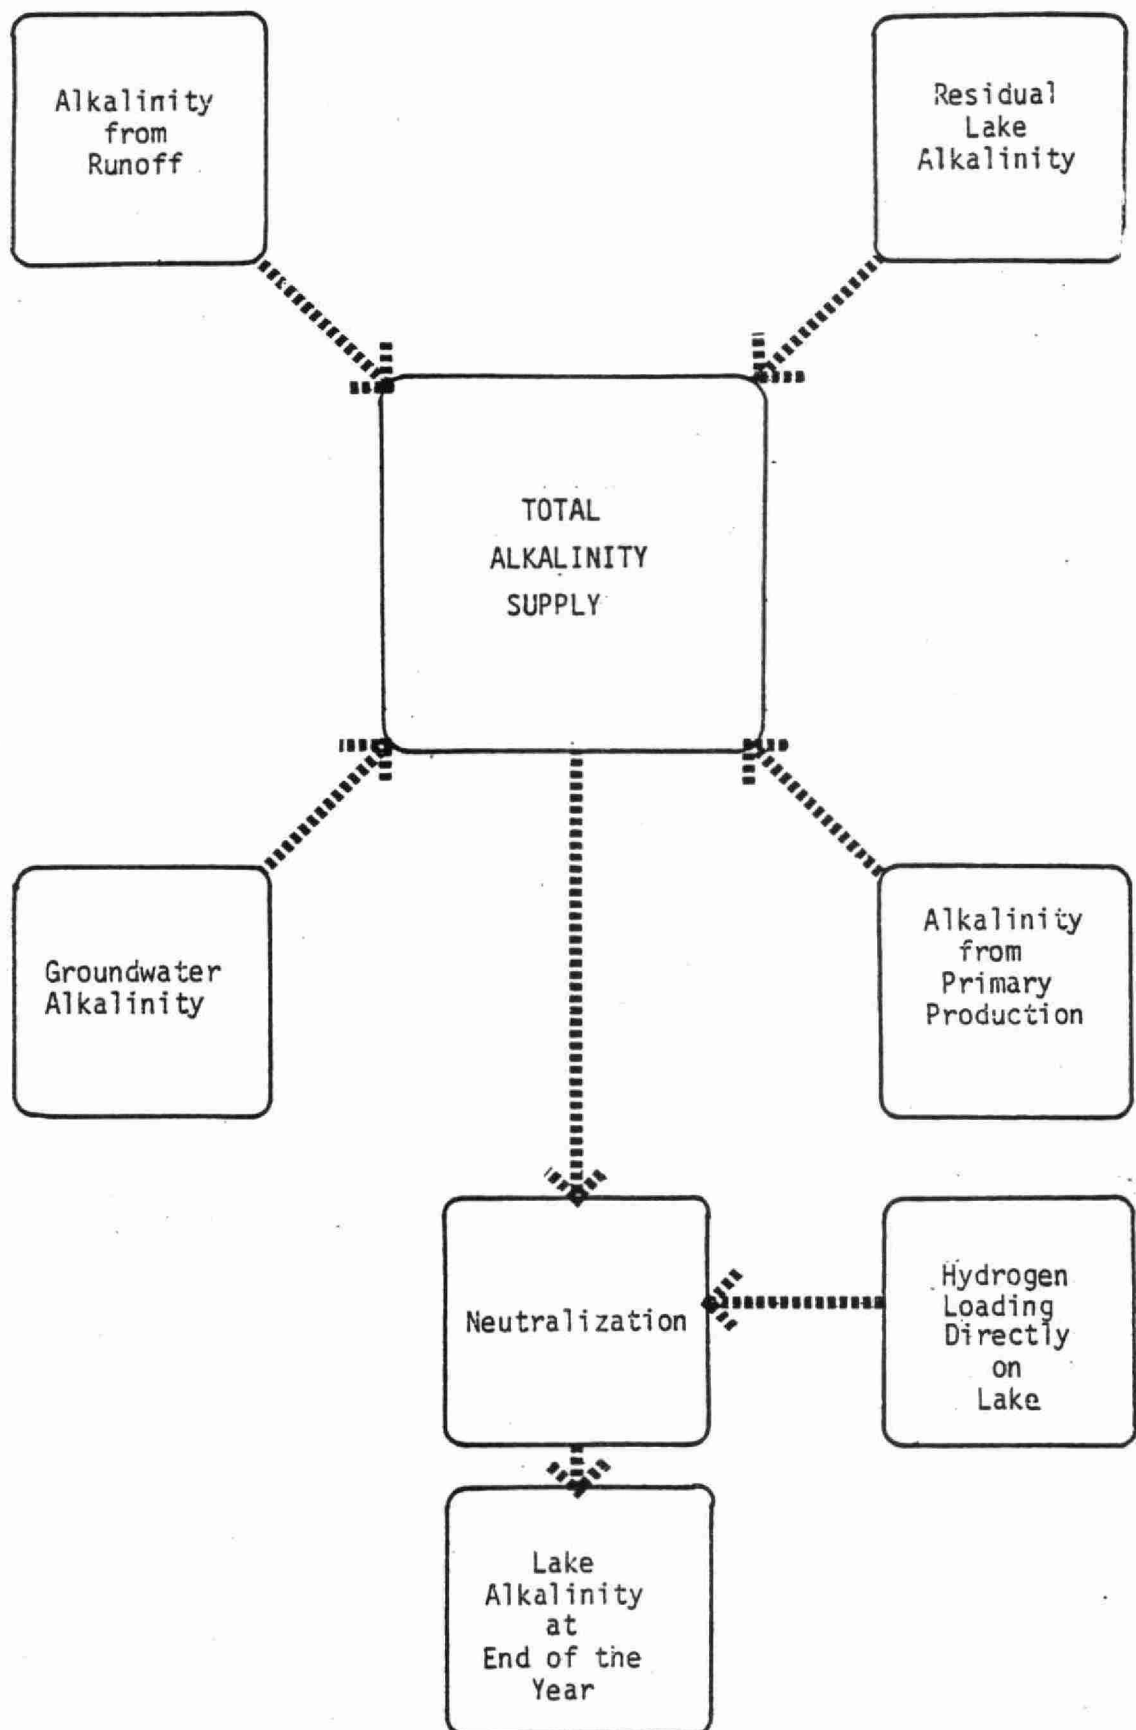 Alkalinity
from
Runoff
Residual
Lake
Alkalinity
TOTAL
ALKALINITY
SUPPLY
Groundwater
Alkalinity
Alkalinity
from
Primary
Production
Neutralization
Hydrogen
Loading
Directly
on
Lake
Lake
Alkalinity
at
End of the
Year